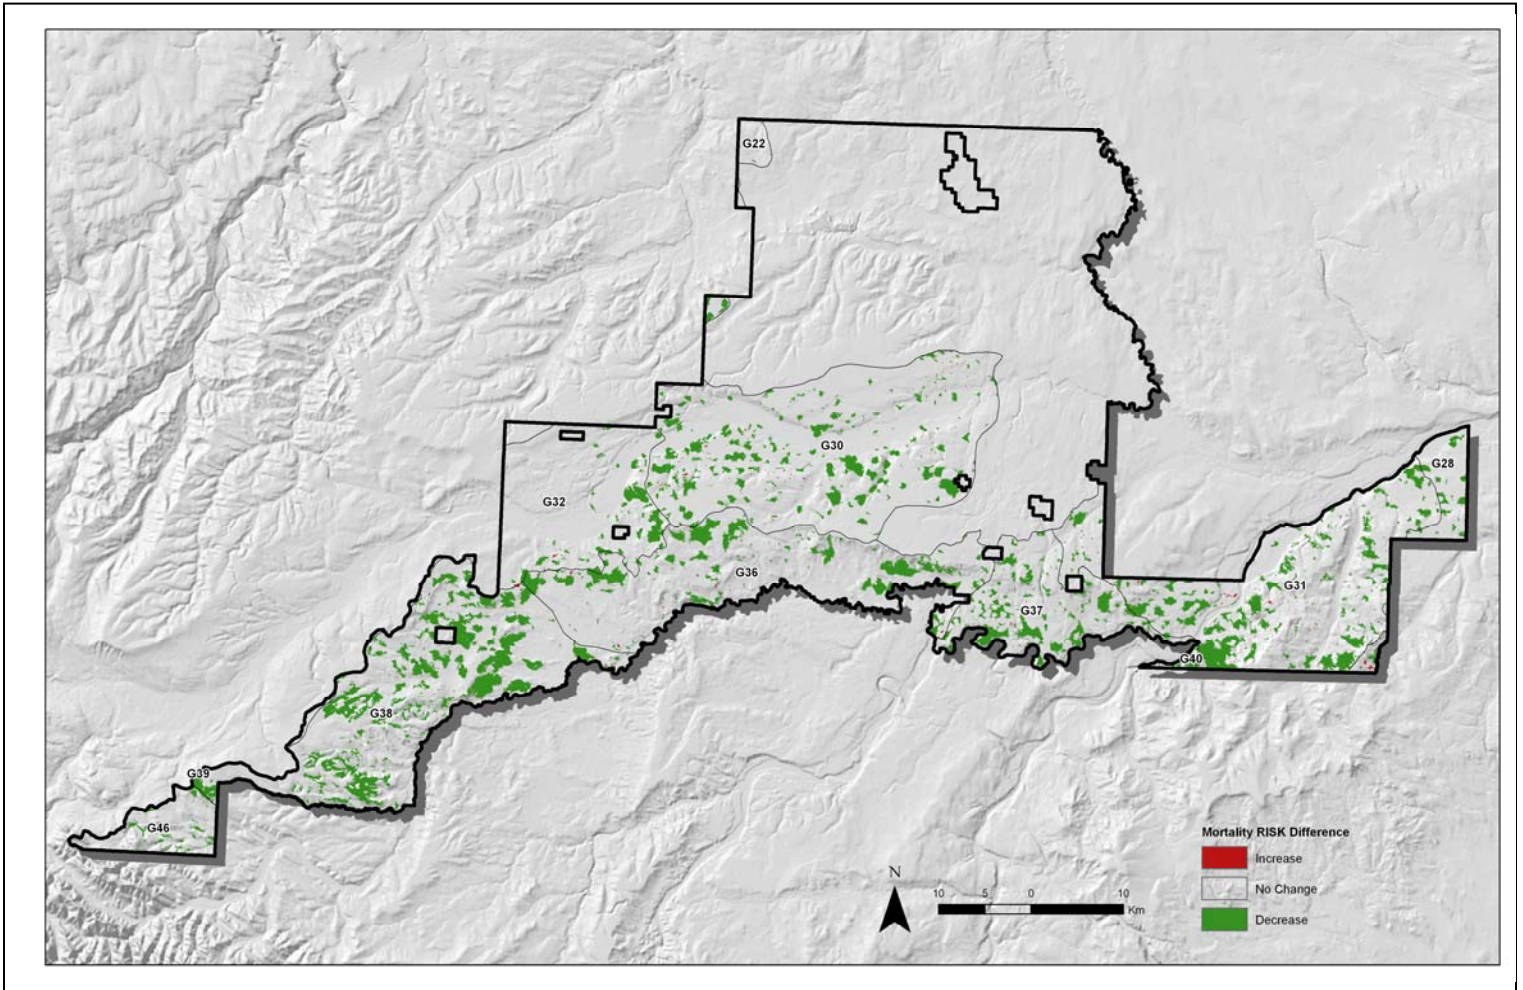 G22
G30
G28
G32
G36
G31
G37
G40
G38
G39
G46
Mortality RISK Difference
Increase
No Change
Decrease
N
10 5 0 10
Km